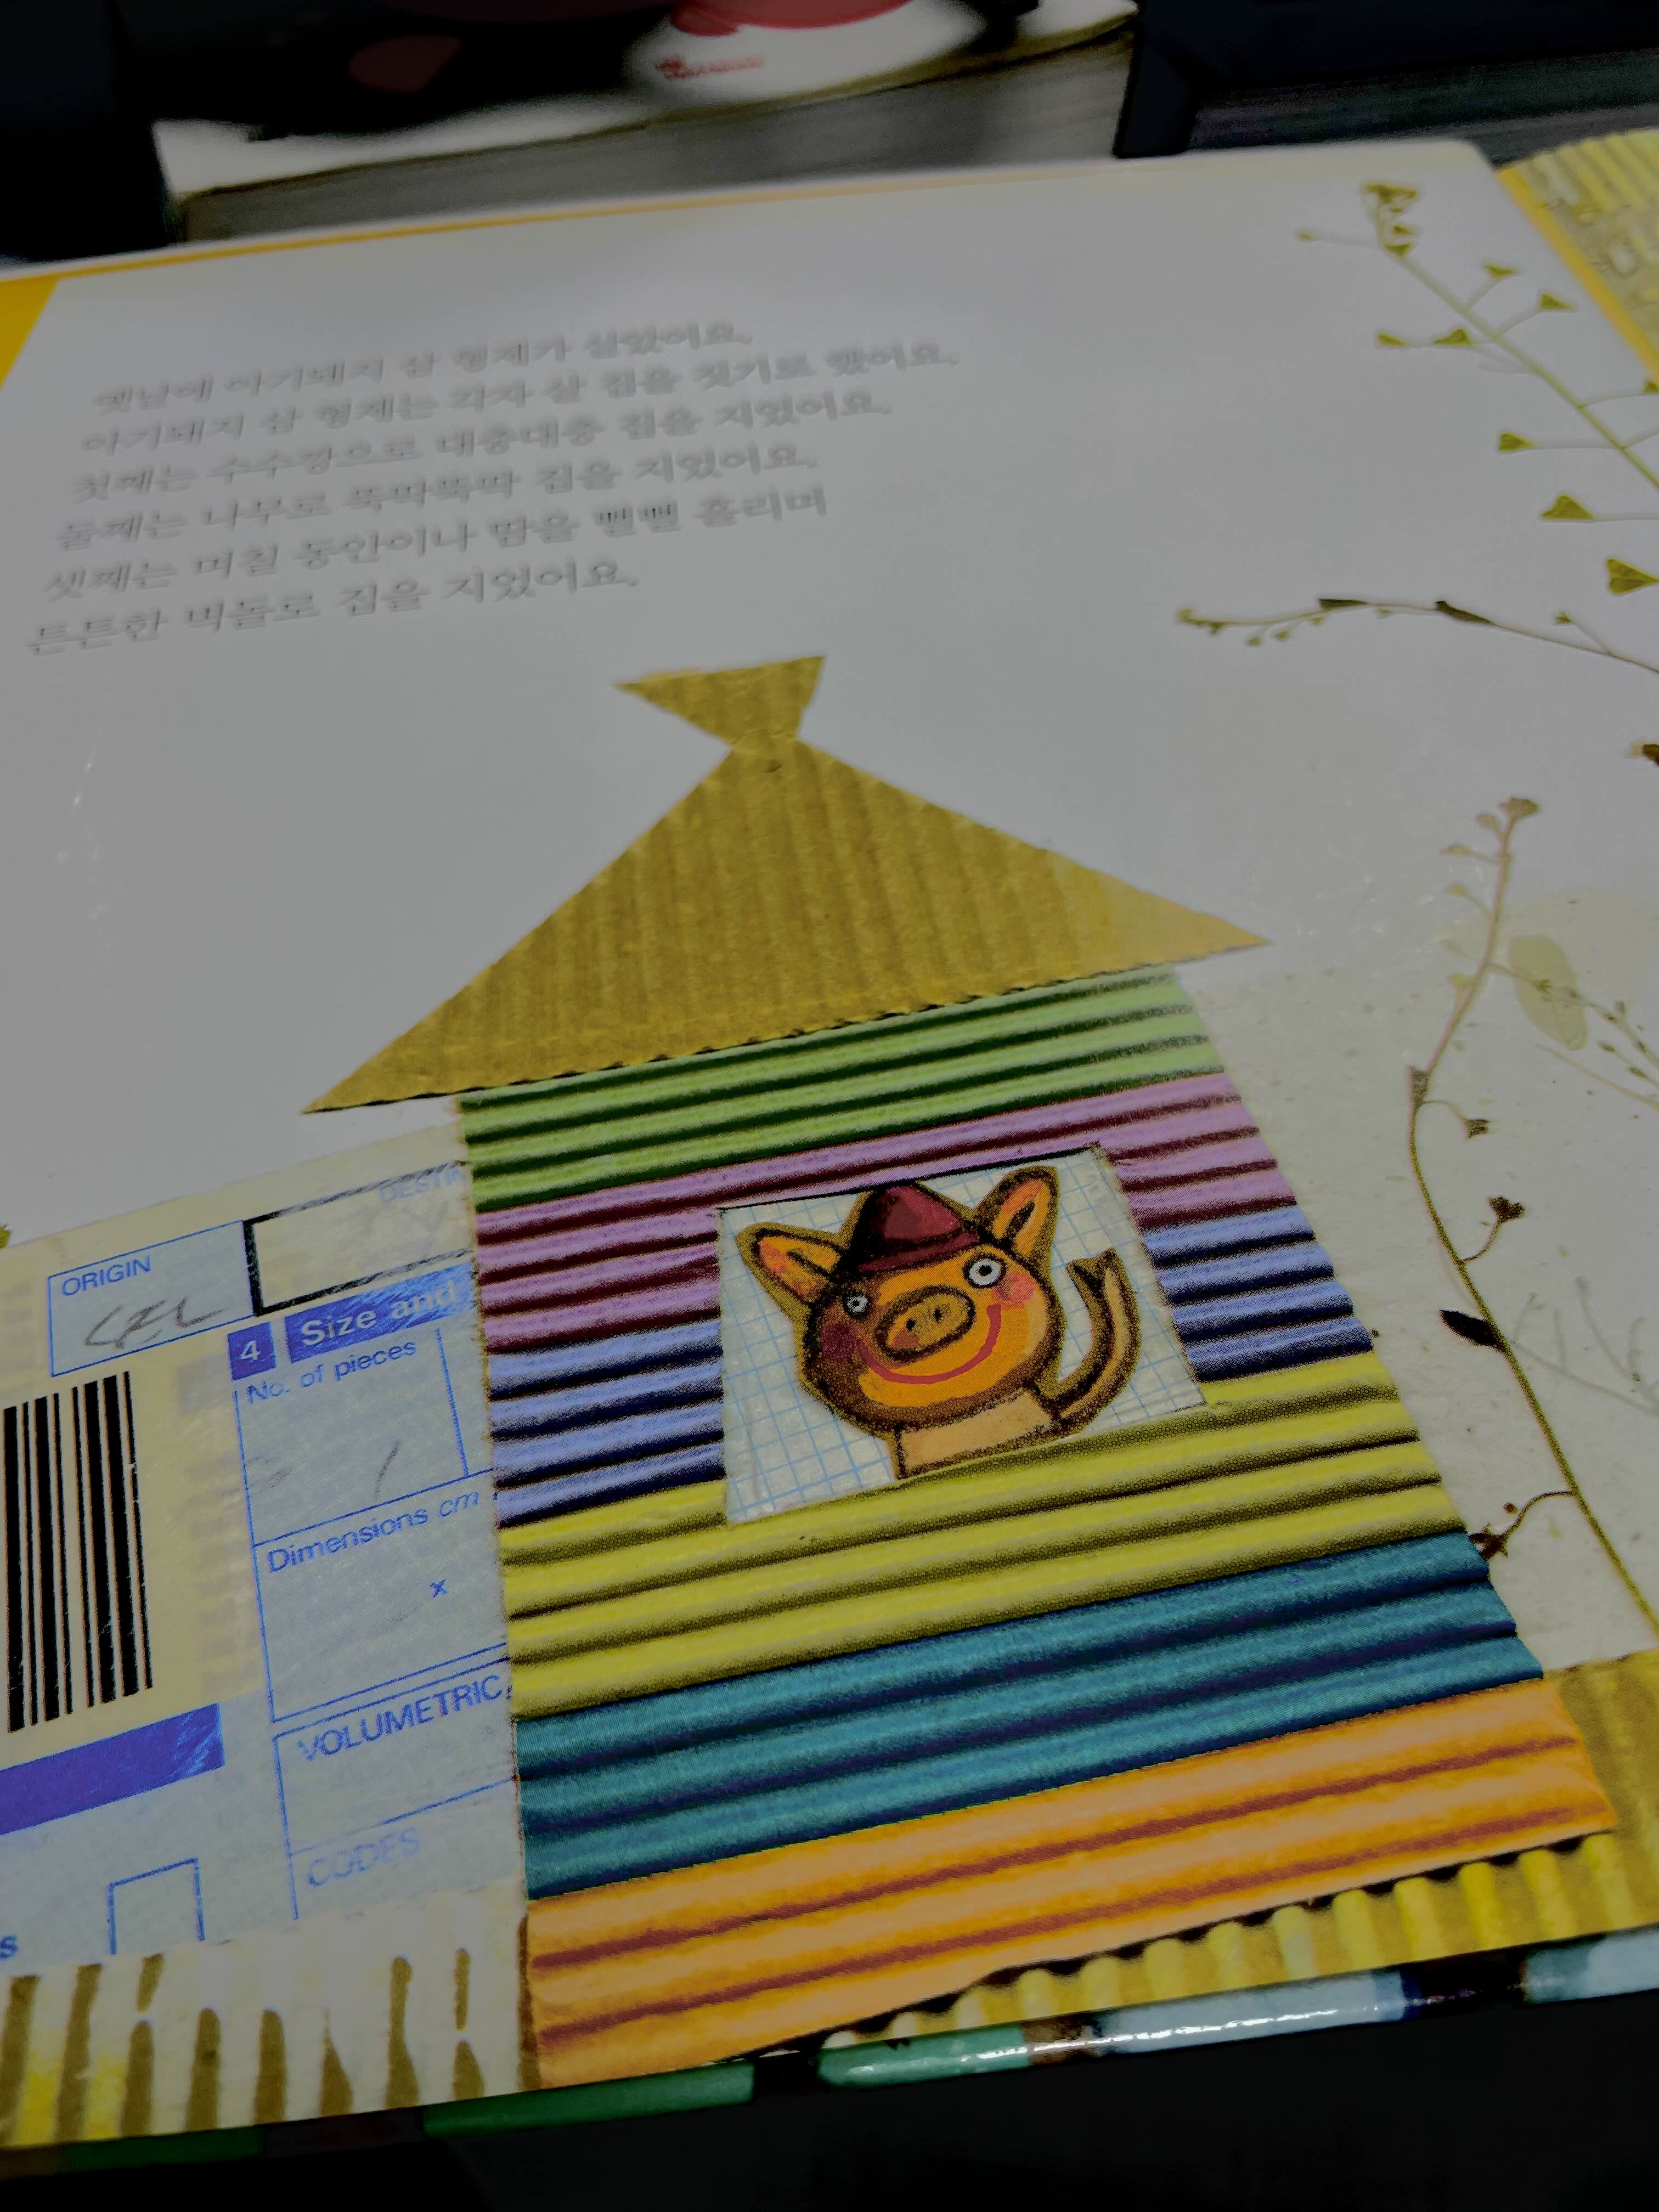 옛날에 아기돼지 삼 형제가 살았어요.
아기돼지 삼 형제는 각자 살 집을 짓기로 했어요.
첫째는 수수깡으로 대충대충 집을 지었어요.
둘째는 나무로 뚝딱뚝딱 집을 지었어요.
셋째는 며칠 동안이나 땀을 뻘뻘 흘리며
튼튼한 벽돌로 집을 지었어요.
DESTIN
ORIGIN
4 Size and
No. of pieces
1
Dimensions cm
x
VOLUMETRIC
CODES
s